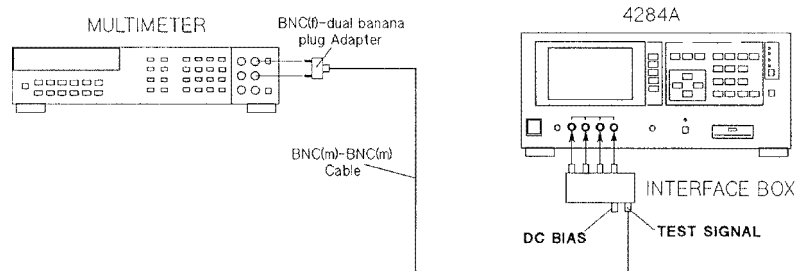 MULTIMETER
BNC(f)-dual banana
plug Adapter
4284A
BNC(m)-BNC(m)
Cable
INTERFACE BOX
DC BIAS
TEST SIGNAL